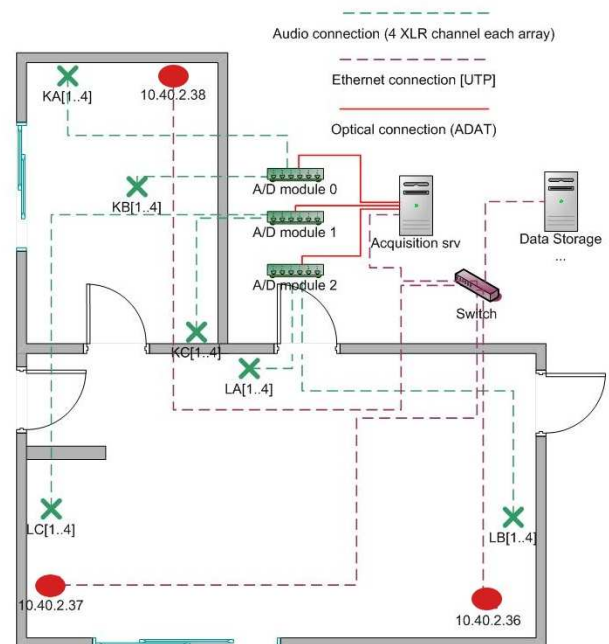 Audio connection (4 XLR channel each array)
Ethernet connection [UTP]
Optical connection (ADAT)
KA[1..4]
10.40.2.38
KB[1..4]
A/D module 0
A/D module 1
A/D module 2
Acquisition srv
Data Storage
...
Switch
KC[1..4]
LA[1..4]
LC[1..4]
LB[1..4]
10.40.2.37
10.40.2.36